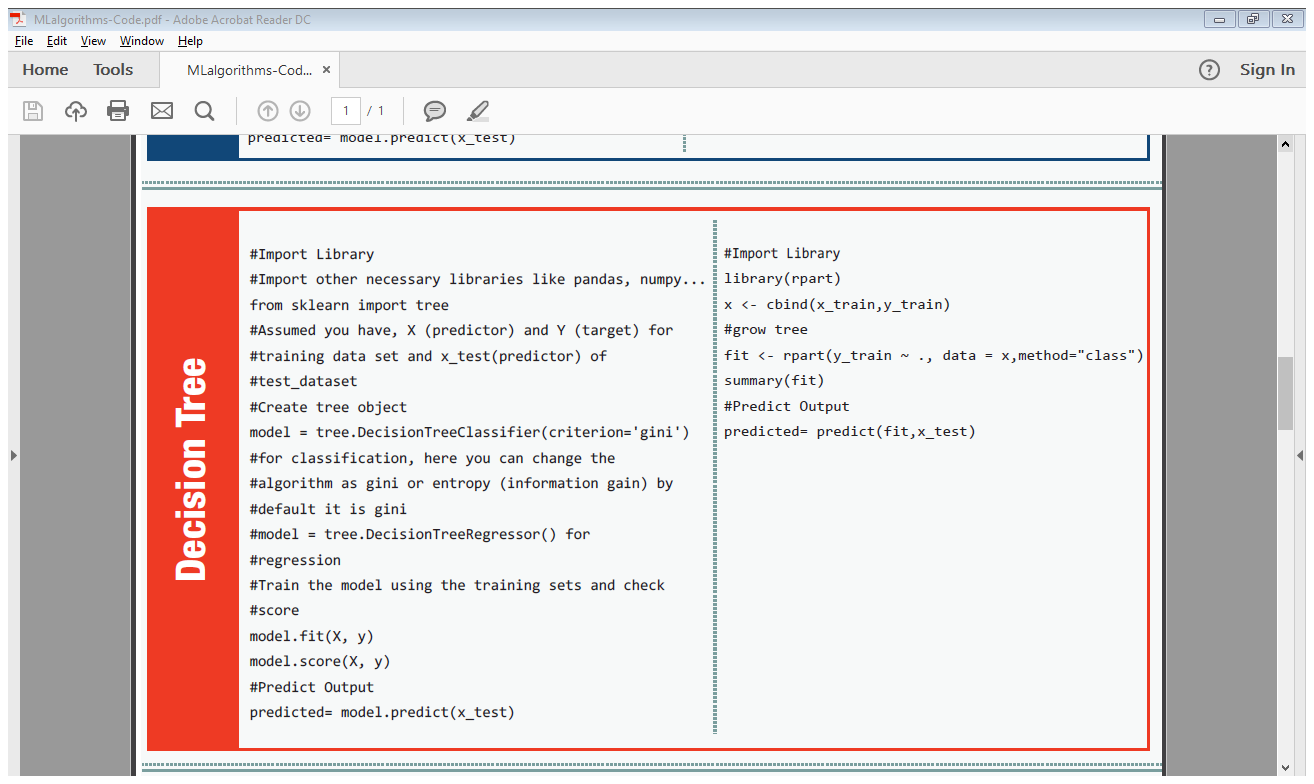 MLalgorithms-Code.pdf - Adobe Acrobat Reader DC
File Edit View Window Help
Home Tools MLalgorithms-Cod... × ? Sign In
1 / 1
predicted= model.predict(x_test)
Decision Tree
#Import Library
#Import other necessary libraries like pandas, numpy...
from sklearn import tree
#Assumed you have, X (predictor) and Y (target) for
#training data set and x_test(predictor) of
#test_dataset
#Create tree object
model = tree.DecisionTreeClassifier(criterion='gini')
#for classification, here you can change the
#algorithm as gini or entropy (information gain) by
#default it is gini
#model = tree.DecisionTreeRegressor() for
#regression
#Train the model using the training sets and check
#score
model.fit(X, y)
model.score(X, y)
#Predict Output
predicted= model.predict(x_test)
#Import Library
library(rpart)
x <- cbind(x_train,y_train)
#grow tree
fit <- rpart(y_train ~ ., data = x,method="class")
summary(fit)
#Predict Output
predicted= predict(fit,x_test)